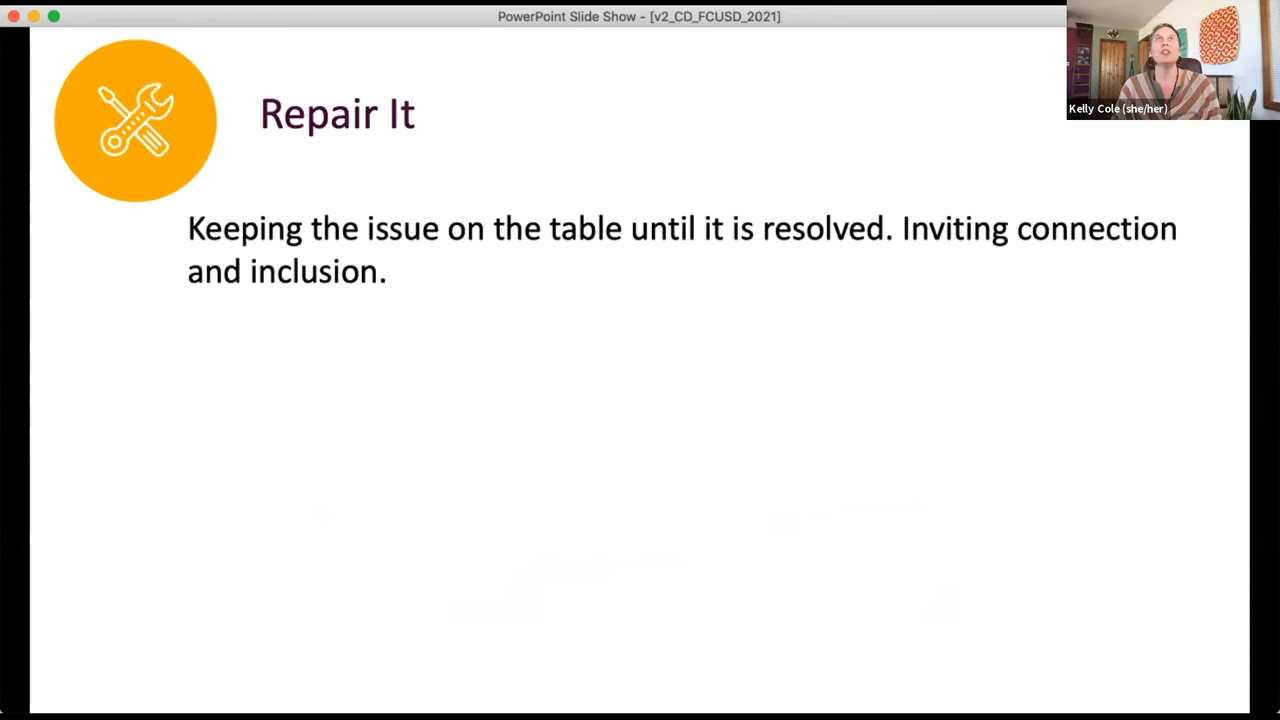 PowerPoint Slide Show - [v2_CD_FCUSD_2021]
Repair It
Kelly Cole (she/her)
Keeping the issue on the table until it is resolved. Inviting connection
and inclusion.